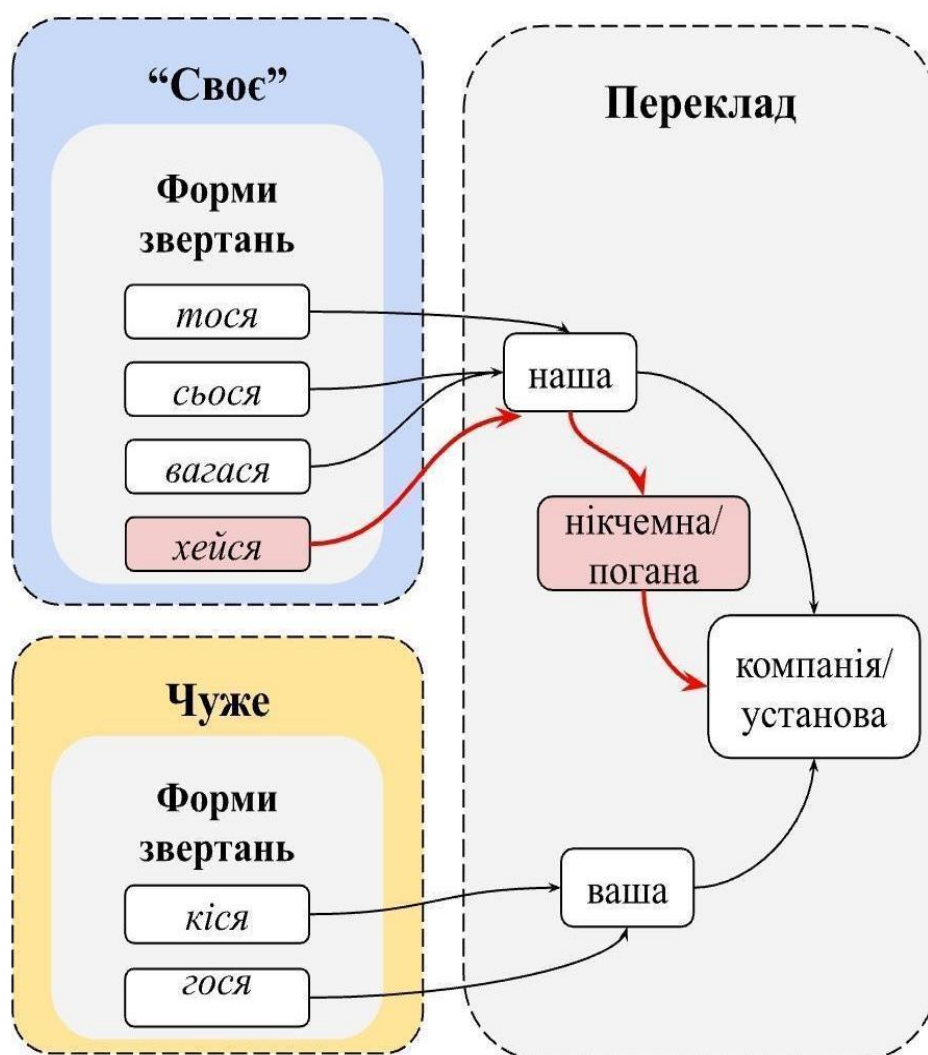 “Своє”
Форми
звертань
тося
сьося
вагася
хейся
Чуже
Форми
звертань
кіся
гося
Переклад
наша
нікчемна/
погана
компанія/
установа
ваша